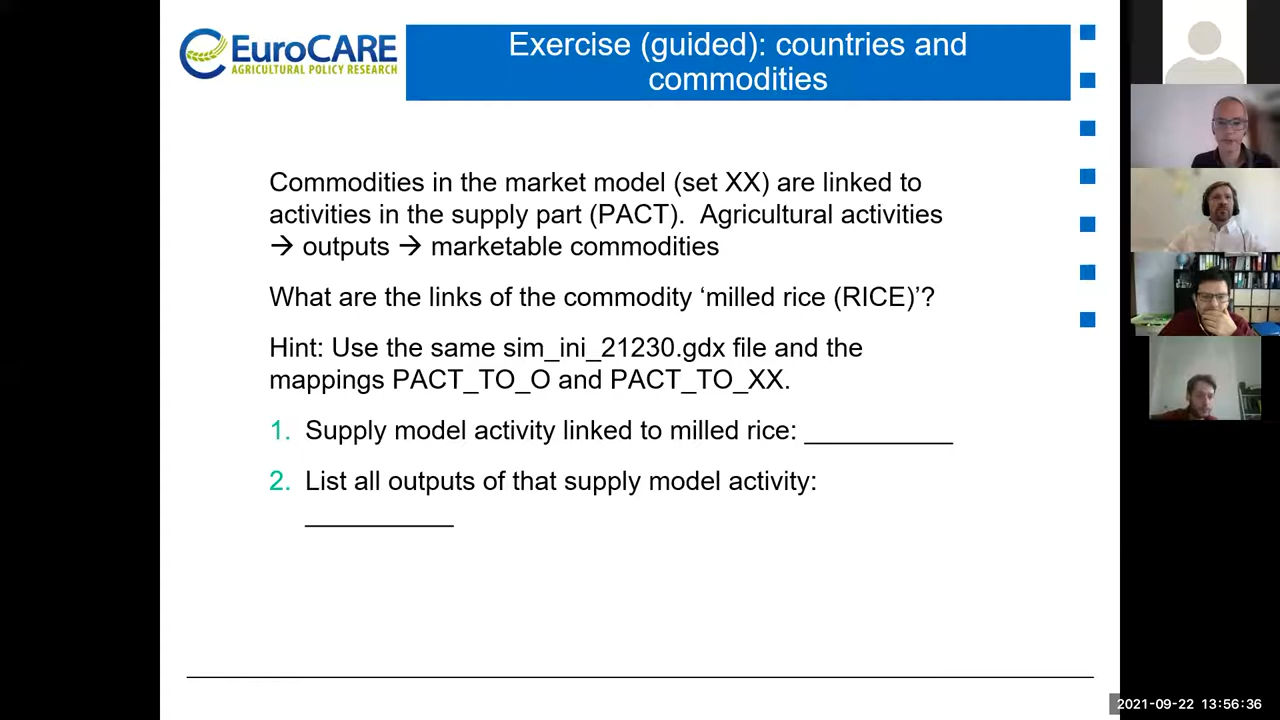 EuroCARE
AGRICULTURAL POLICY RESEARCH
Exercise (guided): countries and
commodities
Commodities in the market model (set XX) are linked to
activities in the supply part (PACT). Agricultural activities
→ outputs → marketable commodities
What are the links of the commodity ‘milled rice (RICE)’?
Hint: Use the same sim_ini_21230.gdx file and the
mappings PACT_TO_O and PACT_TO_XX.
1. Supply model activity linked to milled rice: __________
2. List all outputs of that supply model activity:
__________
2021-09-22 13:56:36